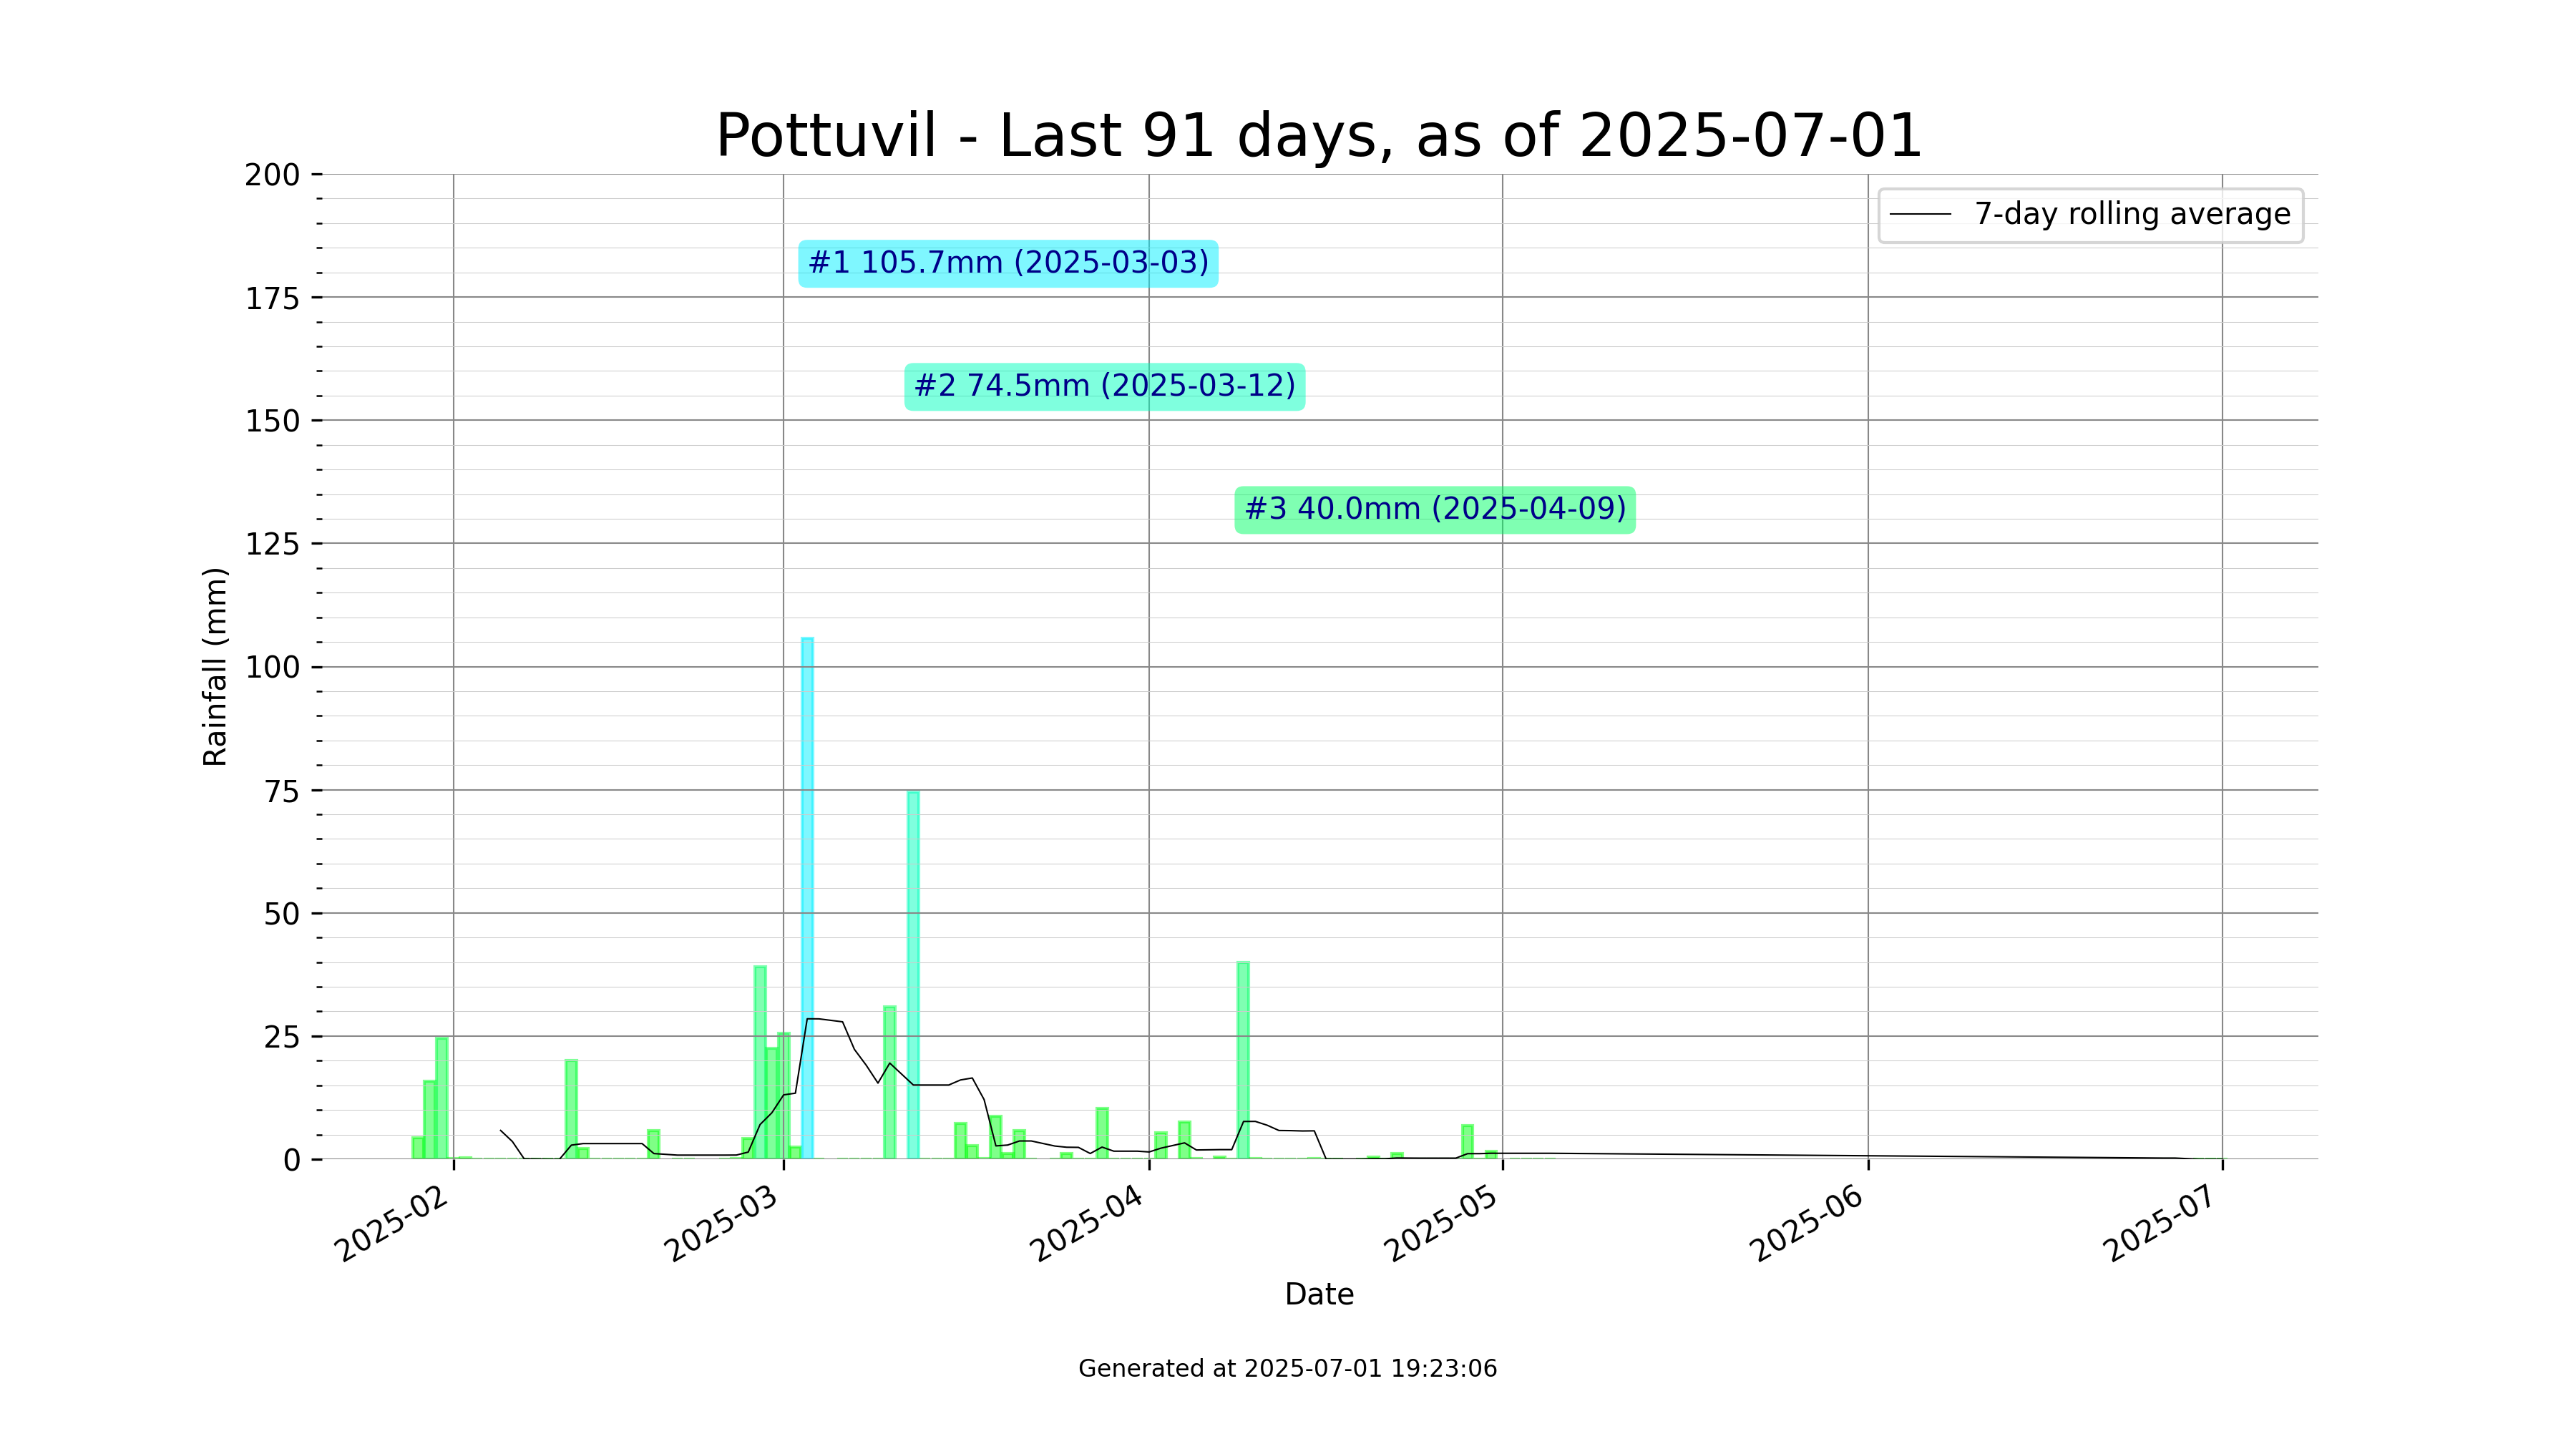 Pottuvil - Last 91 days, as of 2025-07-01
7-day rolling average
#1 105.7mm (2025-03-03)
#2 74.5mm (2025-03-12)
#3 40.0mm (2025-04-09)
Rainfall (mm)
200
175
150
125
100
75
50
25
0
2025-02
2025-03
2025-04
2025-05
2025-06
2025-07
Date
Generated at 2025-07-01 19:23:06